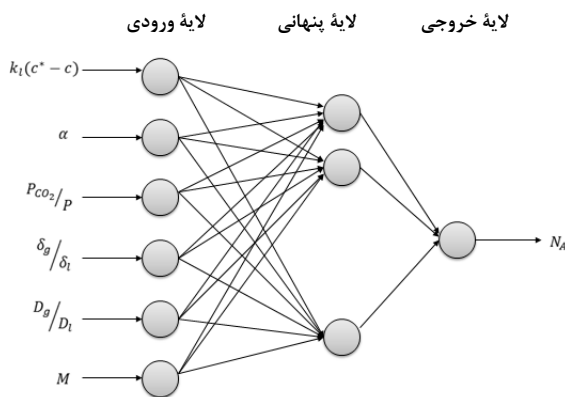 لایهٔ ورودی
لایهٔ پنهانی
لایهٔ خروجی
k_l(c* − c)
α
P_{CO_2}/P
δ_g/δ_l
D_g/D_l
M
N_A